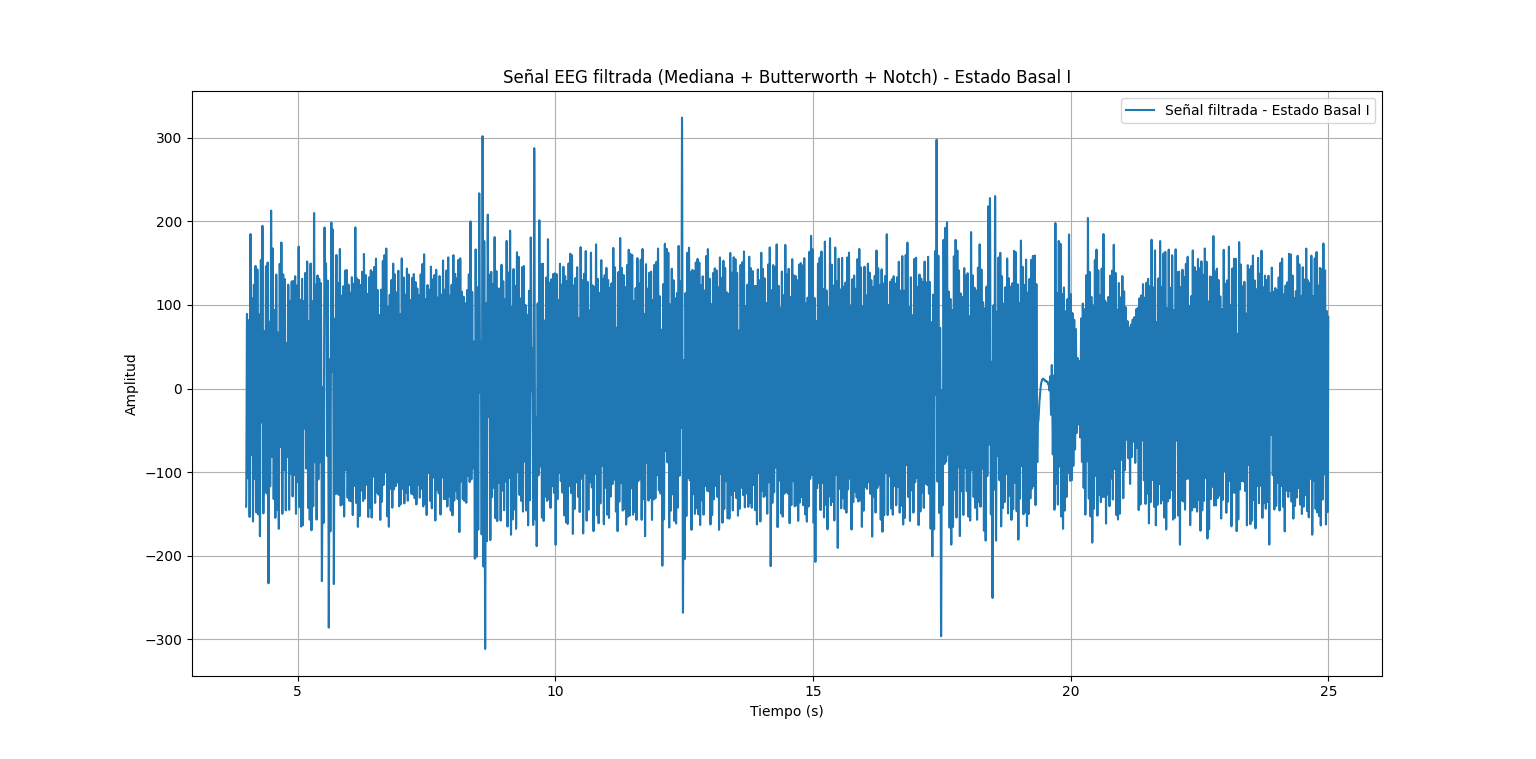 Señal EEG filtrada (Mediana + Butterworth + Notch) - Estado Basal I
Señal filtrada - Estado Basal I
300
200
100
0
−100
−200
−300
Amplitud
5 10 15 20 25
Tiempo (s)